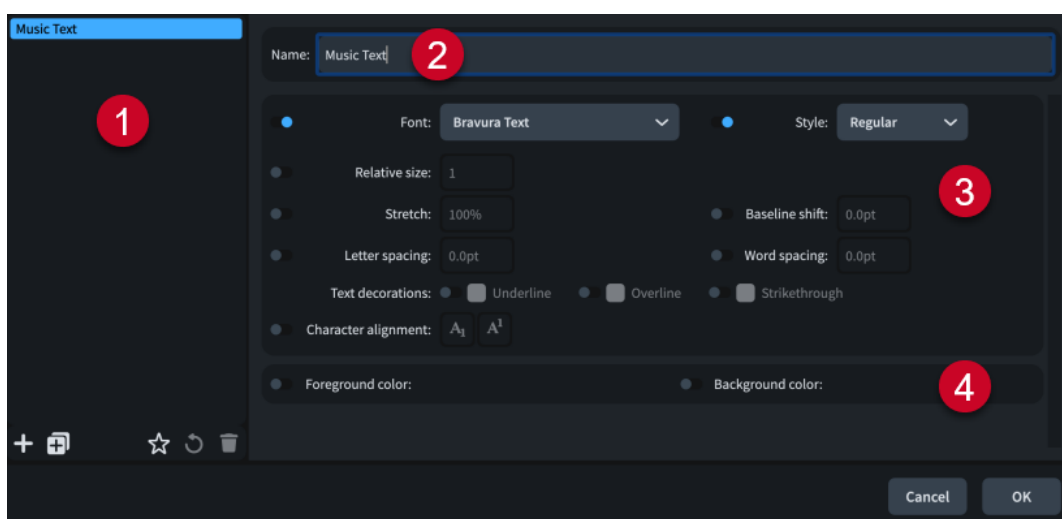 Music Text
1
Name: Music Text
2
Font: Bravura Text Style: Regular
Relative size: 1
3
Stretch: 100% Baseline shift: 0.0pt
Letter spacing: 0.0pt Word spacing: 0.0pt
Text decorations: Underline Overline Strikethrough
Character alignment: A1 A1
Foreground color: Background color:
4
Cancel OK